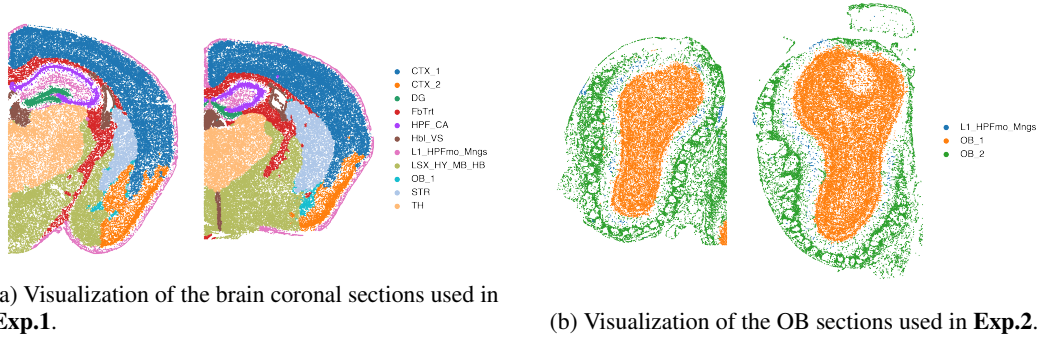 CTX_1
CTX_2
DG
FbTrt
HPF_CA
Hbl_VS
L1_HPFmo_Mngs
LSX_HY_MB_HB
OB_1
STR
TH
L1_HPFmo_Mngs
OB_1
OB_2
a) Visualization of the brain coronal sections used in
Exp.1.
(b) Visualization of the OB sections used in Exp.2.